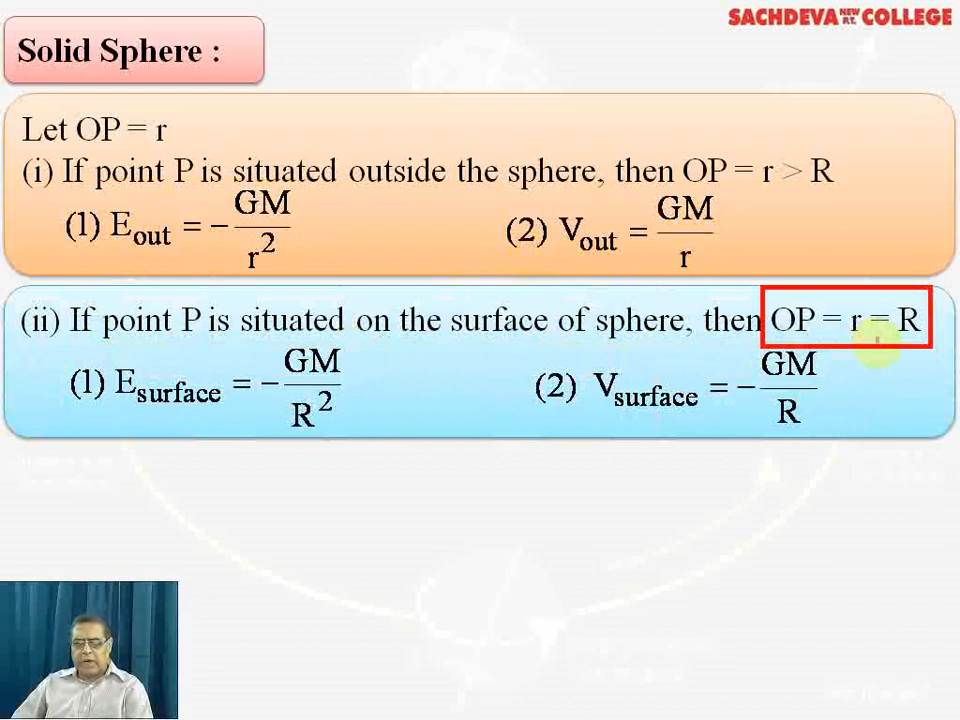 SACHDEVA NEW P.T. COLLEGE
Solid Sphere :
Let OP = r
(i) If point P is situated outside the sphere, then OP = r > R
(1) E_out = − GM / r²
(2) V_out = GM / r
(ii) If point P is situated on the surface of sphere, then OP = r = R
(1) E_surface = − GM / R²
(2) V_surface = − GM / R